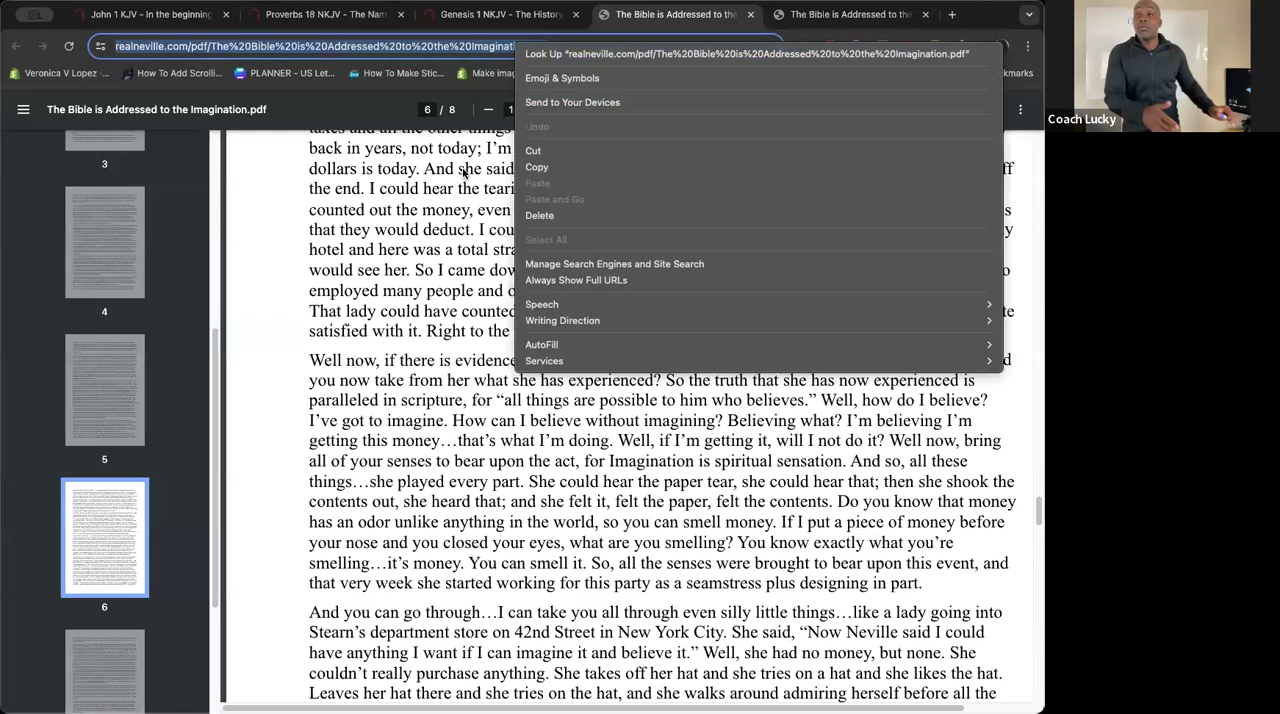 John 1 KJV - In the beginning
Proverbs 18 NKJV - The Nam
Genesis 1 NKJV - The History
The Bible is Addressed to the
The Bible is Addressed to the
realneville.com/pdf/The%20Bible%20is%20Addressed%20to%20the%20Imaginati
Veronica V Lopez -...
How To Add Scrolli...
PLANNER - US Let...
How To Make Stic...
Make imag
kmarks
The Bible is Addressed to the Imagination.pdf
6 / 8
Look Up “realneville.com/pdf/The%20Bible%20is%20Addressed%20to%20the%20Imagination.pdf”
Emoji & Symbols
Send to Your Devices
Undo
Cut
Copy
Paste
Paste and Go
Delete
Select All
Manage Search Engines and Site Search
Always Show Full URLs
Speech
Writing Direction
AutoFill
Services
Coach Lucky
3
4
5
6
taxes and all the other things
back in years, not today; I’m
dollars is today. And she said
the end. I could hear the teari
counted out the money, even
that they would deduct. I cou
hotel and here was a total stra
would see her. So I came dow
employed many people and o
That lady could have counted
satisfied with it. Right to the
Well now, if there is evidence
you now take from her what she has experienced? So the truth that she has now experienced is
paralleled in scripture, for “all things are possible to him who believes.” Well, how do I believe?
I’ve got to imagine. How can I believe without imagining? Believing what? I’m believing I’m
getting this money…that’s what I’m doing. Well, if I’m getting it, will I not do it? Well now, bring
all of your senses to bear upon the act, for Imagination is spiritual sensation. And so, all these
things…she played every part. She could hear the paper tear, she could hear that; then she shook the
contents out, she heard that; and she felt it, felt the paper, felt the contents. Do you know that money
has an odor unlike anything in the world, so you can smell money. If I put a piece of money before
your nose and you closed your eyes, what are you smelling? You know exactly what you’re
smelling…its money. You can smell it. So, all the senses were brought to bear upon this event, and
that very week she started working for this party as a seamstress plus designing in part.
And you can go through…I can take you all through even silly little things…like a lady going into
Stearn’s department store on 42nd Street in New York City. She said, “Now Neville said I could
have anything I want if I can imagine it and believe it.” Well, she had no money, but none. She
couldn’t really purchase anything. She takes off her hat and she tries on a hat and she likes the hat.
Leaves her hat there and she tries on the hat, and she walks around admiring herself before all the